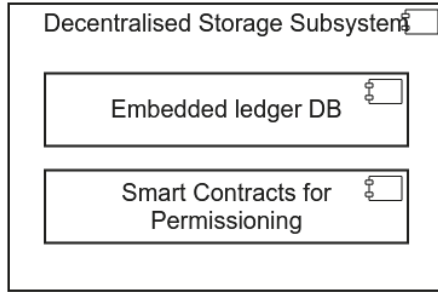 Decentralised Storage Subsystem
Embedded ledger DB
Smart Contracts for
Permissioning